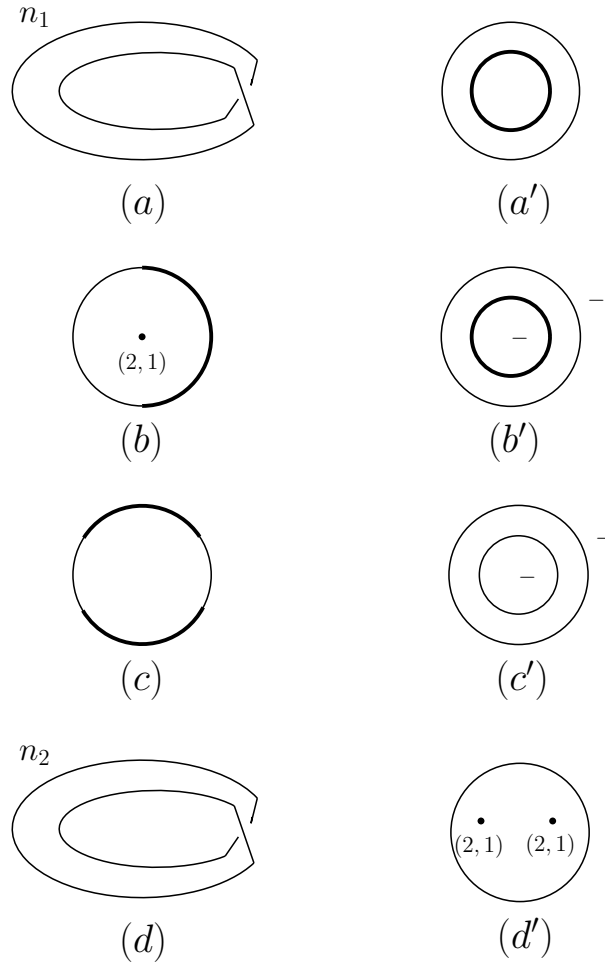 n₁
(a) (a′)
(2, 1)
−
−
(b) (b′)
−
−
(c) (c′)
n₂
(2, 1) (2, 1)
(d) (d′)